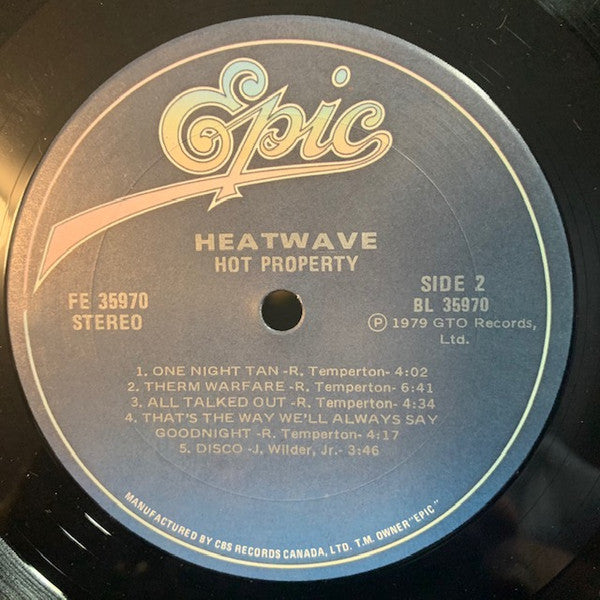 Epic
HEATWAVE
HOT PROPERTY
FE 35970
STEREO
SIDE 2
BL 35970
Ⓟ 1979 GTO Records,
Ltd.
1. ONE NIGHT TAN -R. Temperton- 4:02
2. THERM WARFARE -R. Temperton- 6:41
3. ALL TALKED OUT -R. Temperton- 4:34
4. THAT'S THE WAY WE'LL ALWAYS SAY
GOODNIGHT -R. Temperton- 4:17
5. DISCO -J. Wilder, Jr.- 3:46
MANUFACTURED BY CBS RECORDS CANADA, LTD. T.M. OWNER "EPIC"